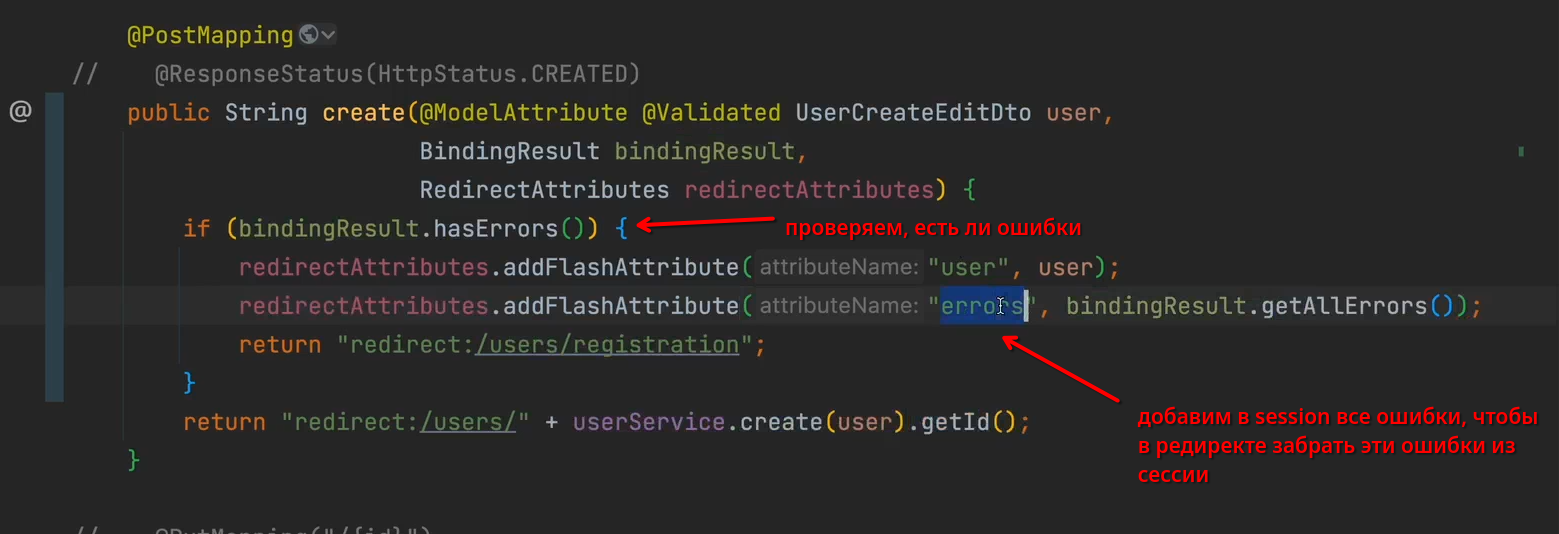 @PostMapping
// @ResponseStatus(HttpStatus.CREATED)
@
public String create(@ModelAttribute @Validated UserCreateEditDto user,
BindingResult bindingResult,
RedirectAttributes redirectAttributes) {
if (bindingResult.hasErrors()) {
проверяем, есть ли ошибки
redirectAttributes.addFlashAttribute( attributeName: "user", user);
redirectAttributes.addFlashAttribute( attributeName: "errors", bindingResult.getAllErrors());
return "redirect:/users/registration";
}
return "redirect:/users/" + userService.create(user).getId();
добавим в session все ошибки, чтобы
в редиректе забрать эти ошибки из
сессии
}
// @PutMapping("/{id}")